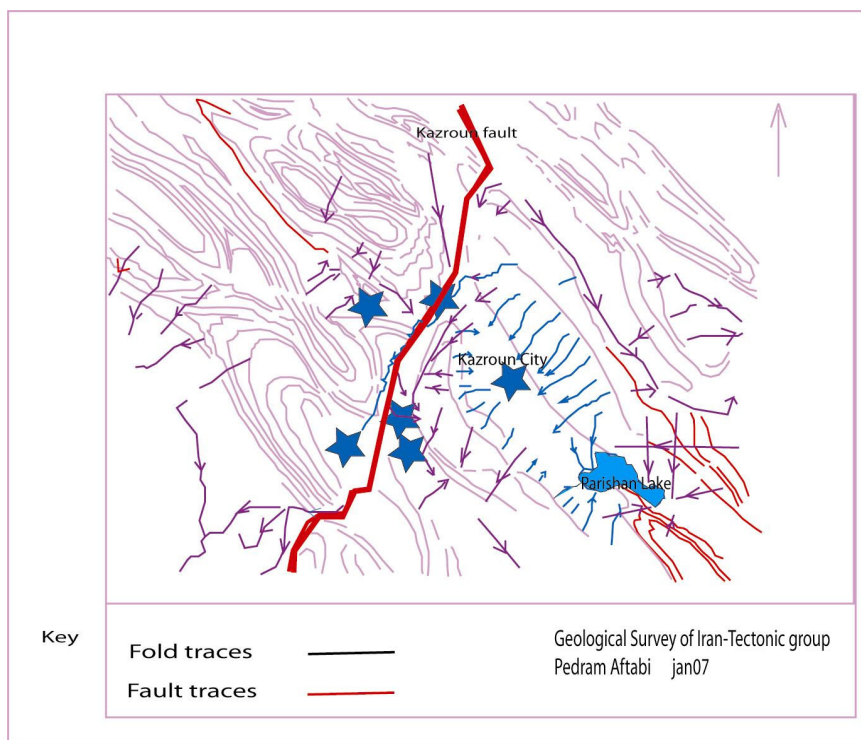 Kazroun fault
Kazroun City
Parishan Lake
Key
Fold traces
Fault traces
Geological Survey of Iran-Tectonic group
Pedram Aftabi jan07